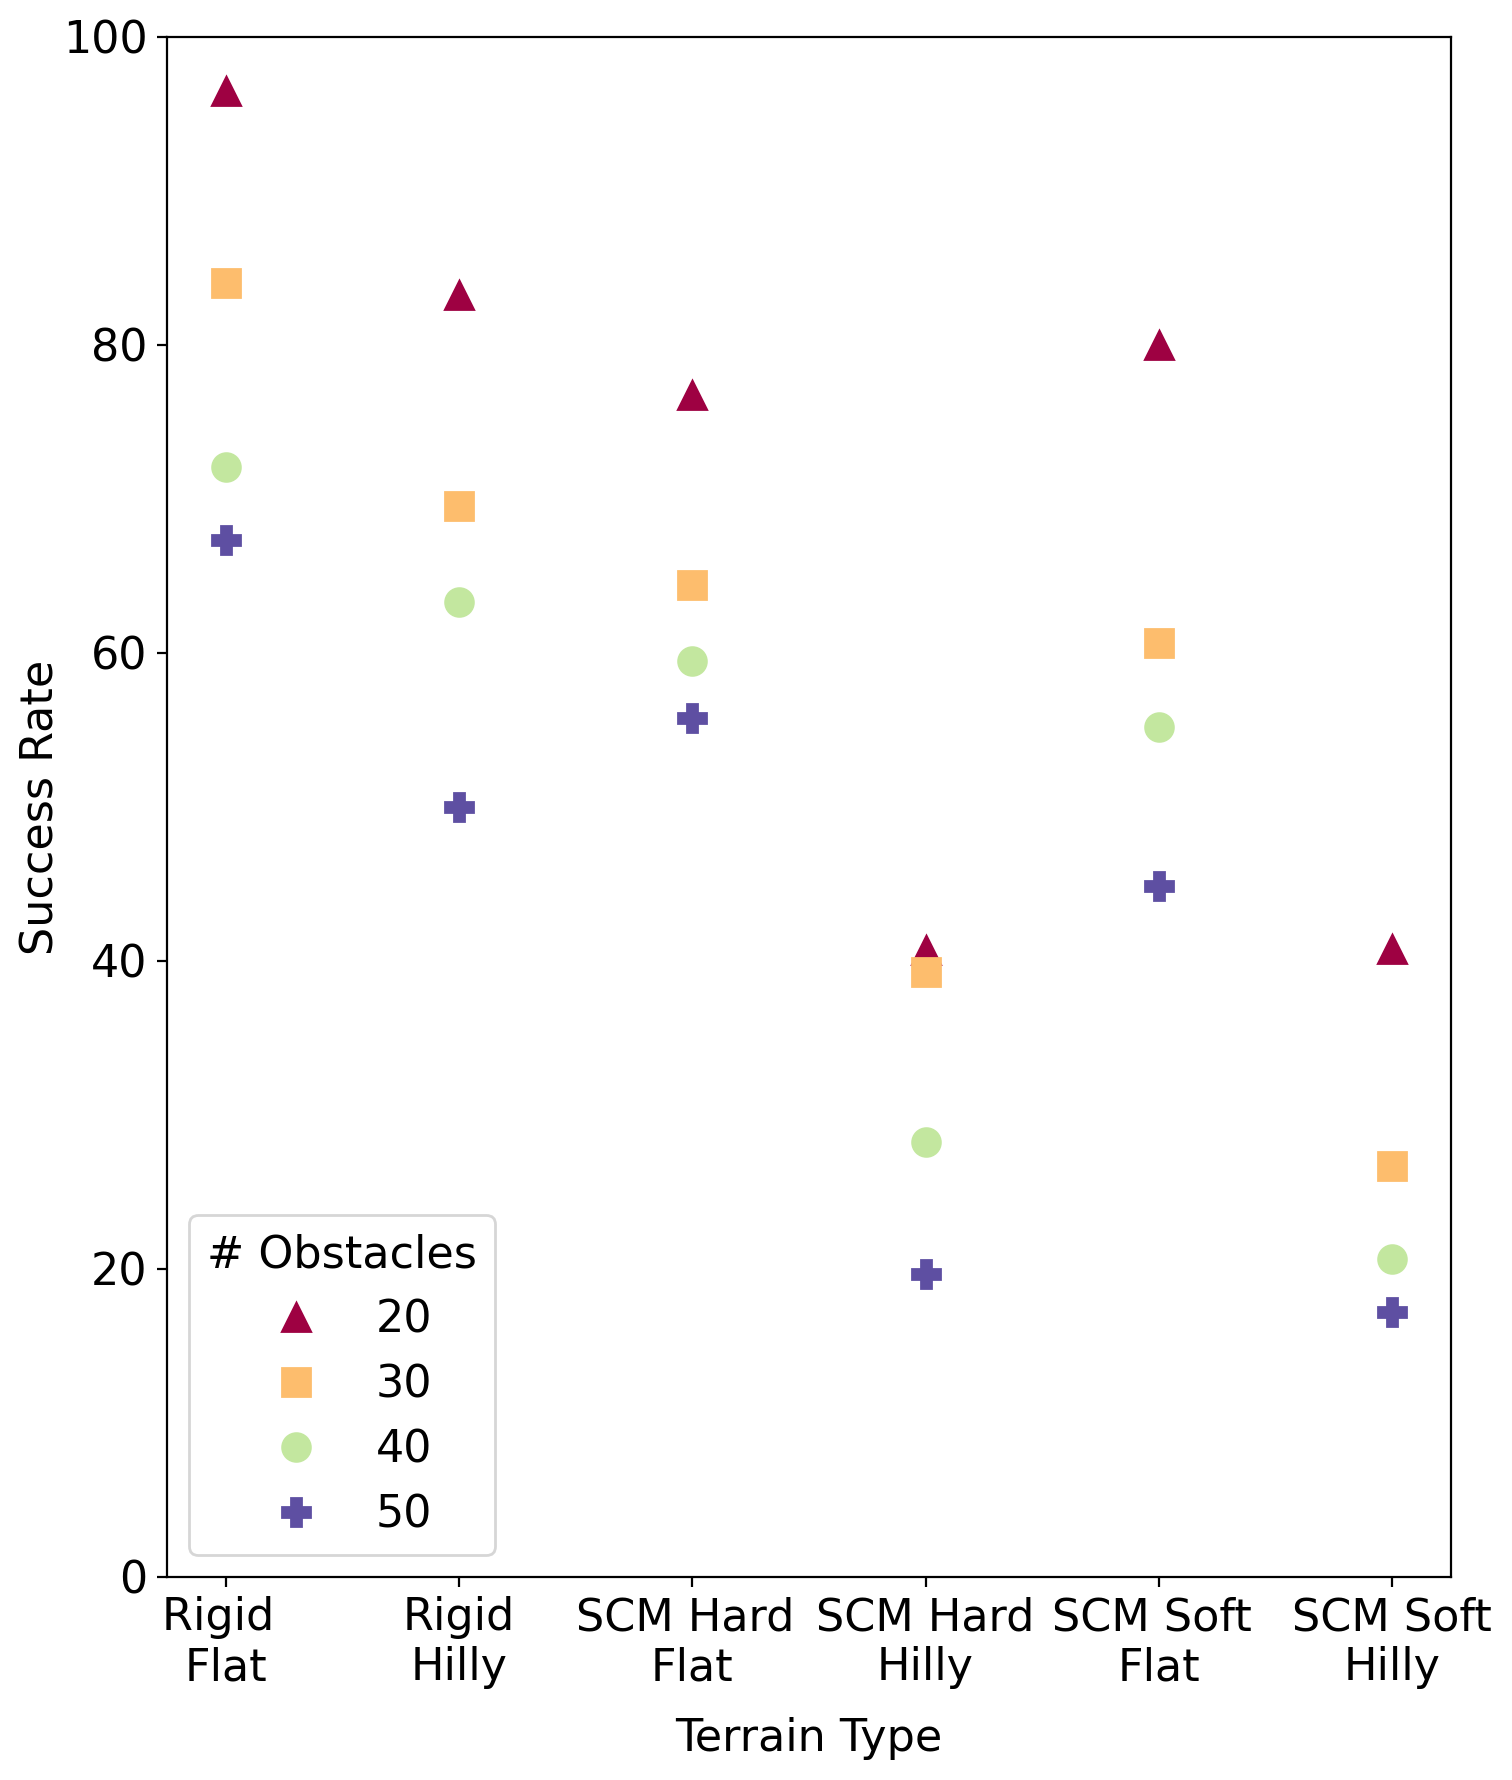 100
80
60
40
20
0
Success Rate
# Obstacles
20
30
40
50
Rigid Flat
Rigid Hilly
SCM Hard Flat
SCM Hard Hilly
SCM Soft Flat
SCM Soft Hilly
Terrain Type